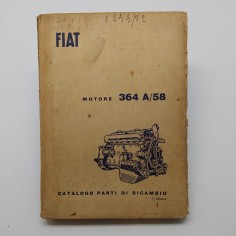 FIAT
MOTORE 364 A/58
CATALOGO PARTI DI RICAMBIO